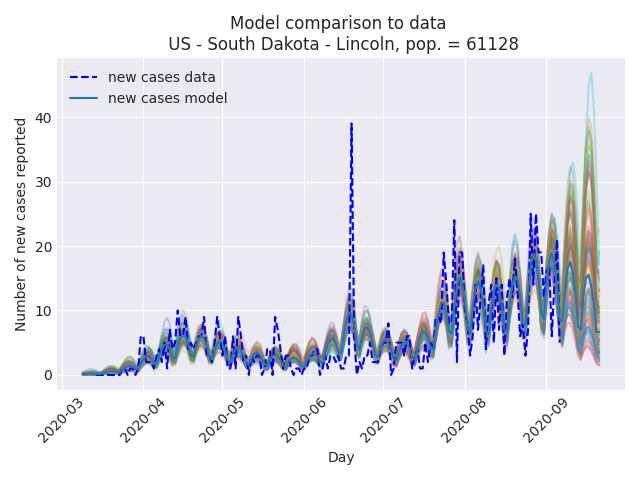 Model comparison to data
US - South Dakota - Lincoln, pop. = 61128
new cases data
new cases model
Number of new cases reported
40
30
20
10
0
2020-03
2020-04
2020-05
2020-06
2020-07
2020-08
2020-09
Day